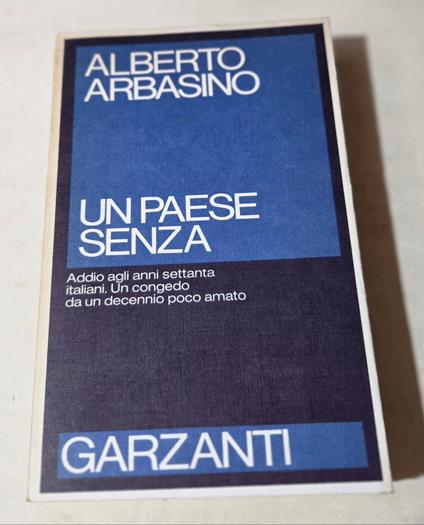 ALBERTO
ARBASINO
UN PAESE
SENZA
Addio agli anni settanta
italiani. Un congedo
da un decennio poco amato
GARZANTI